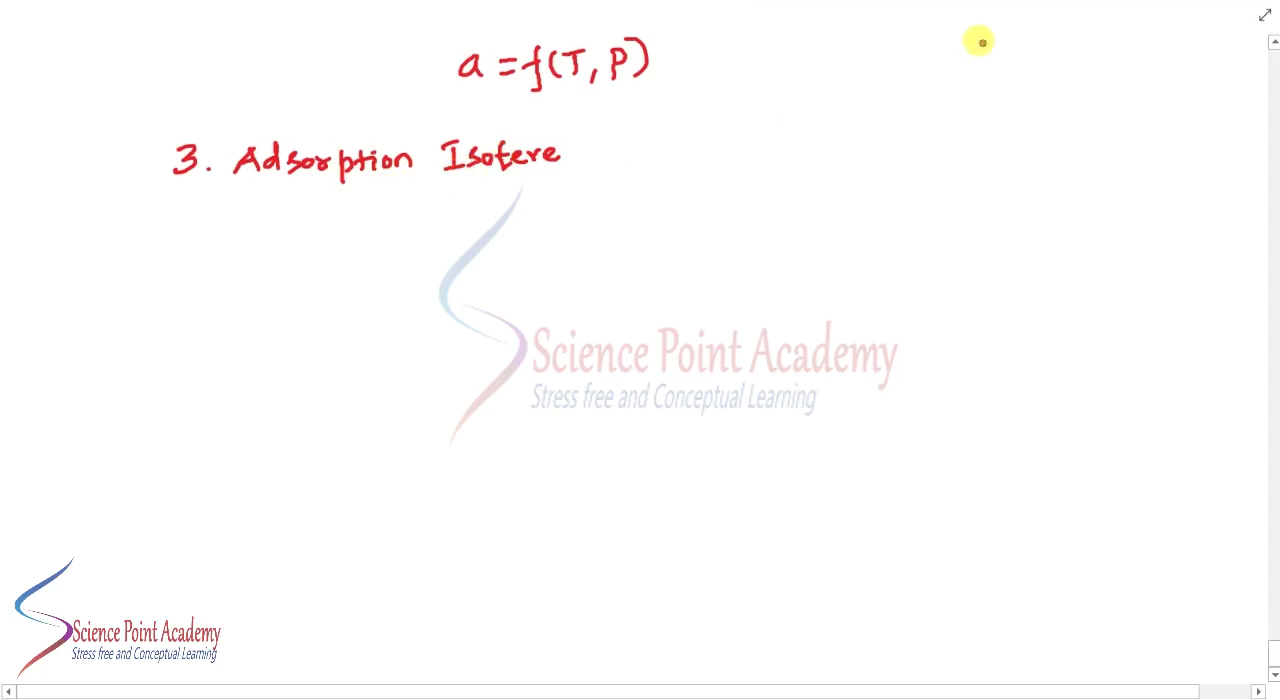 a = f(T, P)
3. Adsorption Isotere
Science Point Academy
Stress free and Conceptual Learning
Science Point Academy
Stress free and Conceptual Learning